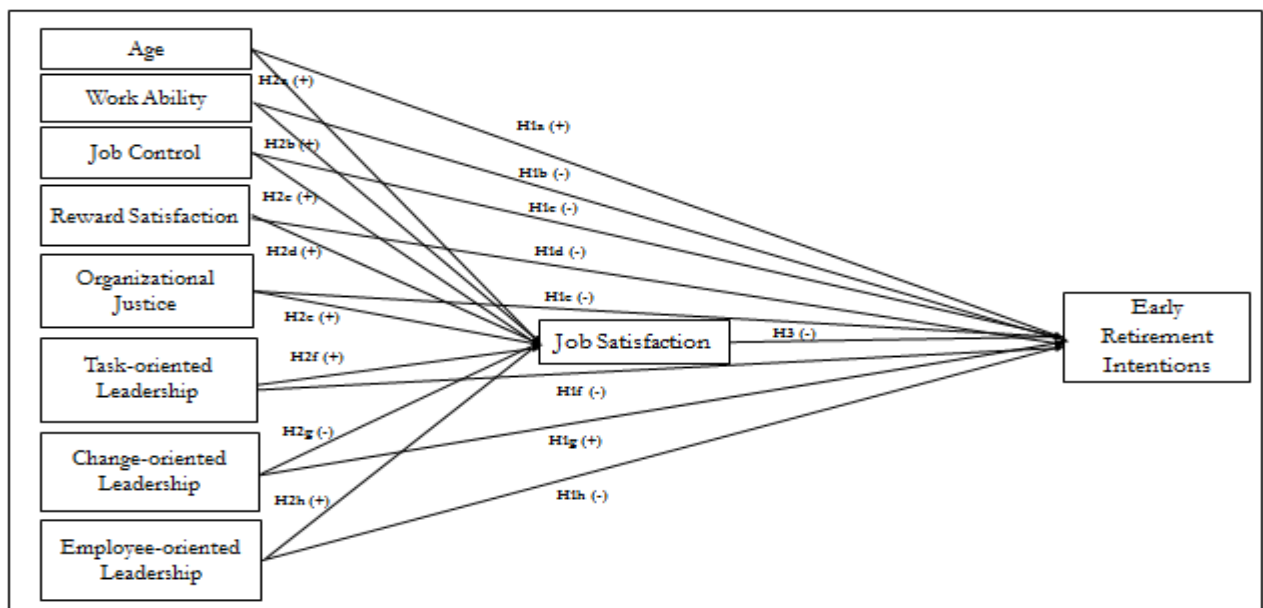 Age
H2a (+)
Work Ability
H1a (+)
H2b (+)
Job Control
H1b (-)
H2c (+)
H1c (-)
Reward Satisfaction
H2d (+)
H1d (-)
Organizational
Justice
H1e (-)
H2e (+)
Early
Retirement
Intentions
Job Satisfaction
H3 (-)
H2f (+)
Task-oriented
Leadership
H1f (-)
H2g (-)
H1g (+)
Change-oriented
Leadership
H2h (+)
H1h (-)
Employee-oriented
Leadership